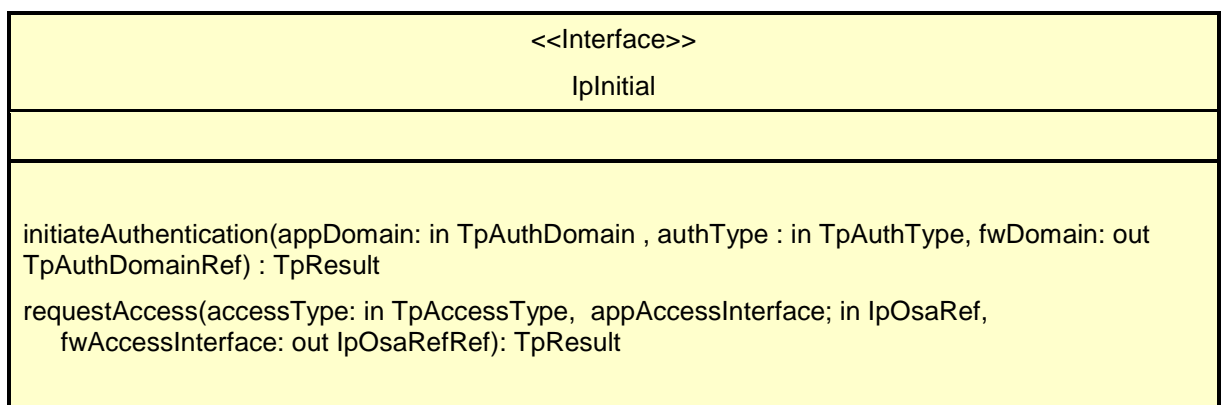 <<Interface>>
IpInitial
initiateAuthentication(appDomain: in TpAuthDomain , authType : in TpAuthType, fwDomain: out
TpAuthDomainRef) : TpResult
requestAccess(accessType: in TpAccessType,  appAccessInterface; in IpOsaRef,
fwAccessInterface: out IpOsaRefRef): TpResult